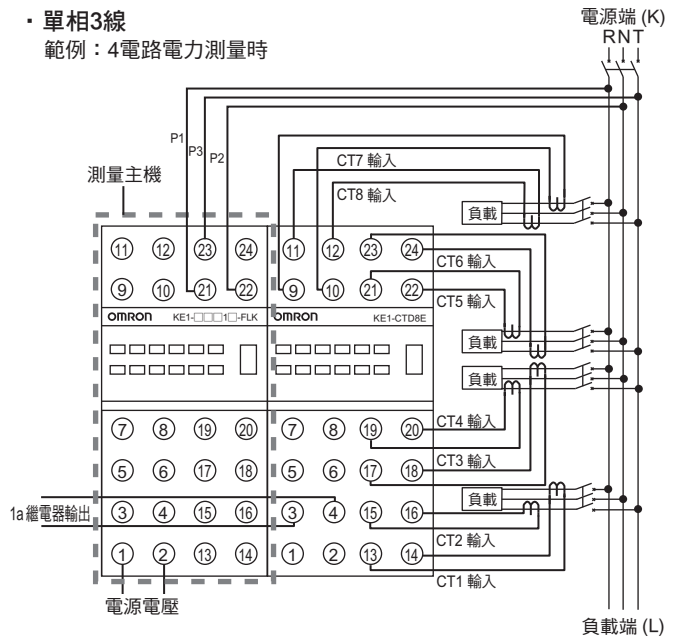 ・單相3線
範例：4電路電力測量時
電源端 (K)
RNT
P1
P3
P2
測量主機
CT7 輸入
CT8 輸入
負載
⑪ ⑫ ㉓ ㉔ ⑪ ⑫ ㉓ ㉔
CT6 輸入
⑨ ⑩ ㉑ ㉒ ⑨ ⑩ ㉑ ㉒
CT5 輸入
OMRON KE1-□□□1□-FLK OMRON KE1-CTD8E
負載
負載
⑦ ⑧ ⑲ ⑳ ⑦ ⑧ ⑲ ⑳
CT4 輸入
⑤ ⑥ ⑰ ⑱ ⑤ ⑥ ⑰ ⑱
CT3 輸入
負載
1a 繼電器輸出
③ ④ ⑮ ⑯ ③ ④ ⑮ ⑯
CT2 輸入
① ② ⑬ ⑭ ① ② ⑬ ⑭
CT1 輸入
電源電壓
負載端 (L)